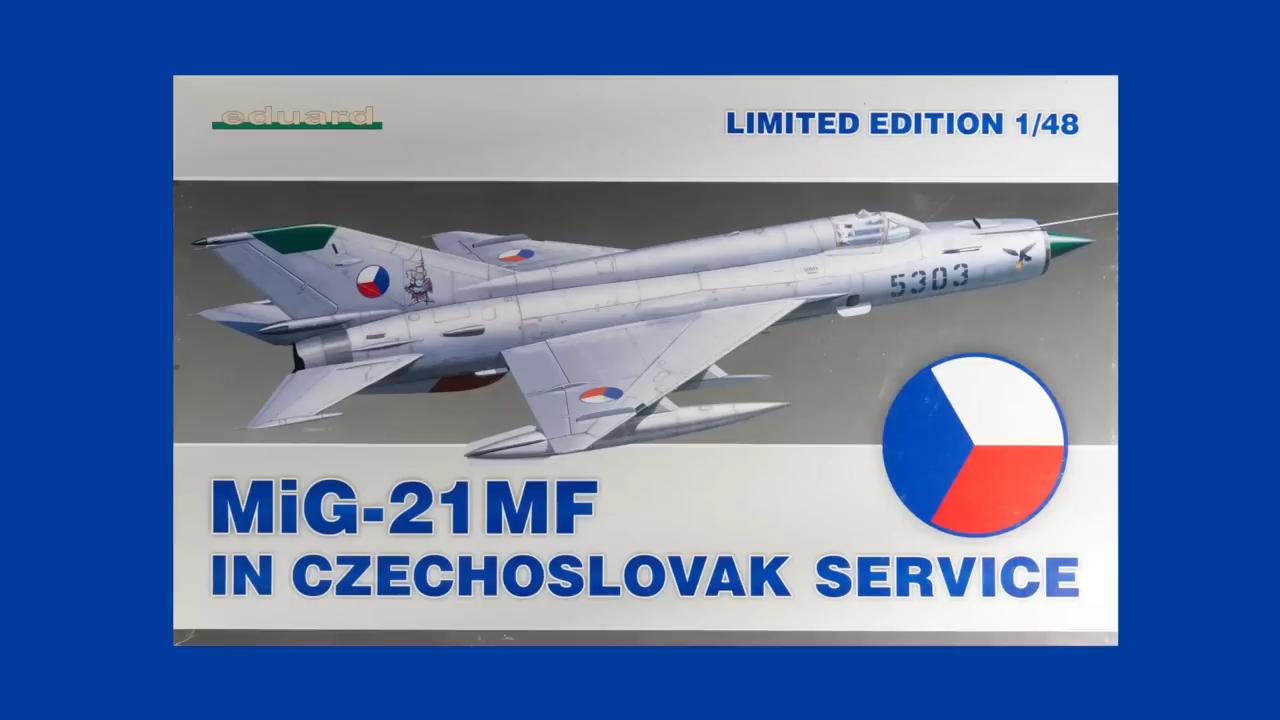 eduard
LIMITED EDITION 1/48
5303
MiG-21MF
IN CZECHOSLOVAK SERVICE